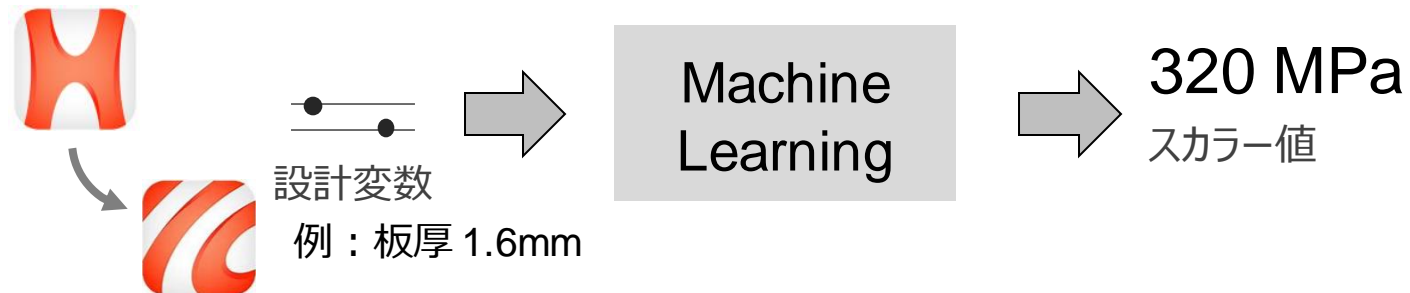 設計変数
例：板厚 1.6mm
Machine
Learning
320 MPa
スカラー値